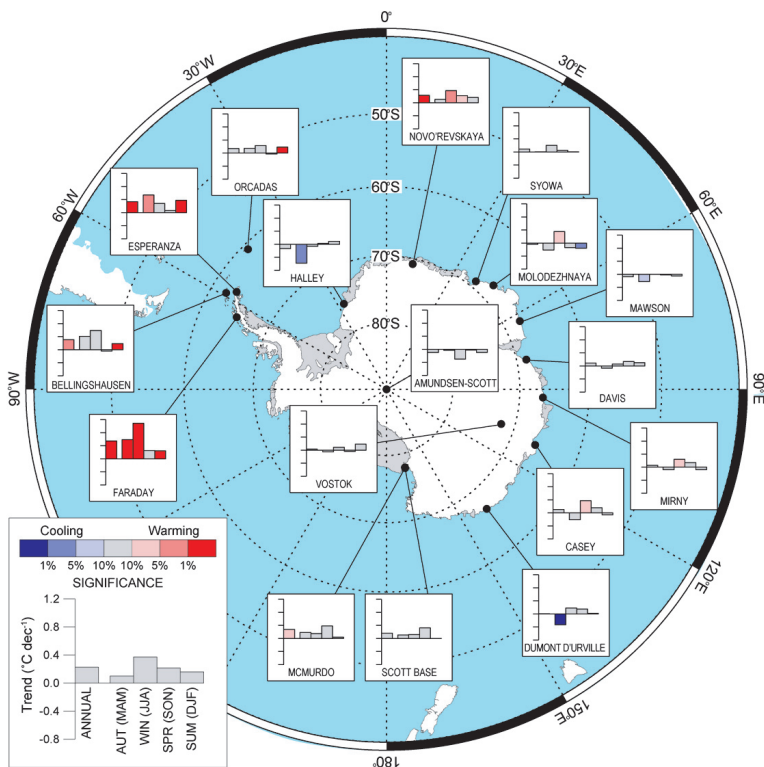 0°
30°W
30°E
50°S
NOVO'REVSKAYA
ORCADAS
SYOWA
60°W
60°S
60°E
ESPERANZA
HALLEY
70°S
MOLODEZHNAYA
MAWSON
80°S
BELLINGSHAUSEN
AMUNDSEN-SCOTT
90°W
DAVIS
90°E
FARADAY
VOSTOK
MIRNY
CASEY
120°E
MCMURDO
SCOTT BASE
DUMONT D'URVILLE
150°E
180°
Cooling Warming
1% 5% 10% 10% 5% 1%
SIGNIFICANCE
Trend (°C dec⁻¹)
1.2
0.8
0.4
0.0
-0.4
-0.8
ANNUAL
AUT (MAM)
WIN (JJA)
SPR (SON)
SUM (DJF)